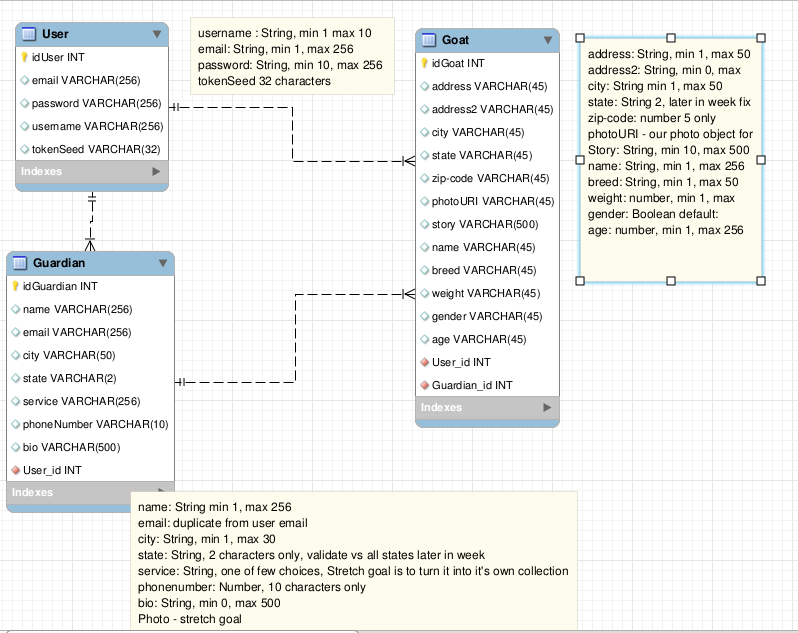 User
idUser INT
email VARCHAR(256)
password VARCHAR(256)
username VARCHAR(256)
tokenSeed VARCHAR(32)
Indexes
username : String, min 1 max 10
email: String, min 1, max 256
password: String, min 10, max 256
tokenSeed 32 characters
Goat
idGoat INT
address VARCHAR(45)
address2 VARCHAR(45)
city VARCHAR(45)
state VARCHAR(45)
zip-code VARCHAR(45)
photoURI VARCHAR(45)
story VARCHAR(500)
name VARCHAR(45)
breed VARCHAR(45)
weight VARCHAR(45)
gender VARCHAR(45)
age VARCHAR(45)
User_id INT
Guardian_id INT
Indexes
address: String, min 1, max 50
address2: String, min 0, max
city: String min 1, max 50
state: String 2, later in week fix
zip-code: number 5 only
photoURI - our photo object for
Story: String, min 10, max 500
name: String, min 1, max 256
breed: String, min 1, max 50
weight: number, min 1, max
gender: Boolean default:
age: number, min 1, max 256
Guardian
idGuardian INT
name VARCHAR(256)
email VARCHAR(256)
city VARCHAR(50)
state VARCHAR(2)
service VARCHAR(256)
phoneNumber VARCHAR(10)
bio VARCHAR(500)
User_id INT
Indexes
name: String min 1, max 256
email: duplicate from user email
city: String, min 1, max 30
state: String, 2 characters only, validate vs all states later in week
service: String, one of few choices, Stretch goal is to turn it into it's own collection
phonenumber: Number, 10 characters only
bio: String, min 0, max 500
Photo - stretch goal